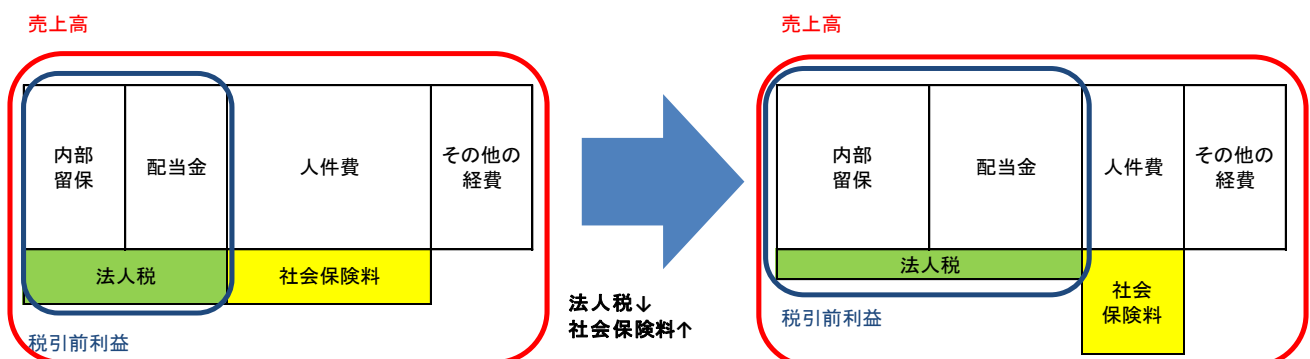 売上高
内部
留保
配当金
人件費
その他の
経費
法人税
社会保険料
税引前利益
法人税↓
社会保険料↑
売上高
内部
留保
配当金
人件費
その他の
経費
法人税
社会
保険料
税引前利益